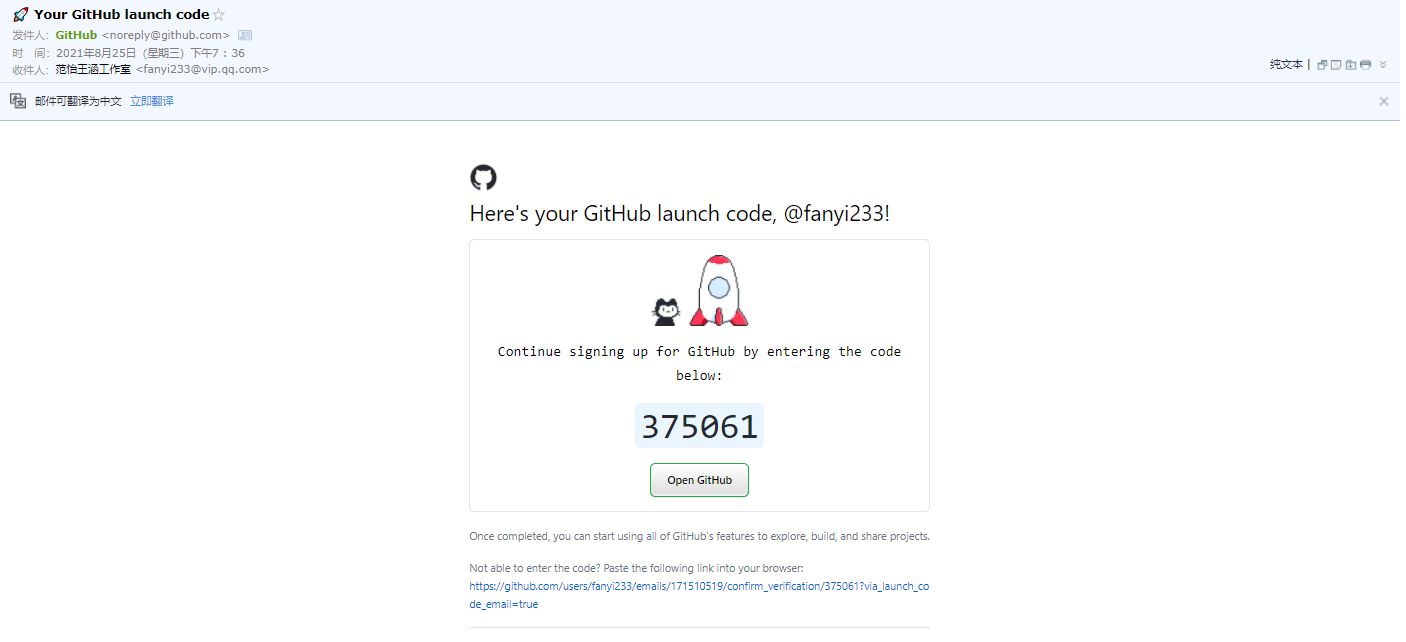 Your GitHub launch code
发件人：GitHub <noreply@github.com>
时　间：2021年8月25日（星期三）下午7：36
收件人：范怡王涵工作室 <fanyi233@vip.qq.com>
纯文本 |
邮件可翻译为中文 立即翻译
Here's your GitHub launch code, @fanyi233!
Continue signing up for GitHub by entering the code
below:
375061
Open GitHub
Once completed, you can start using all of GitHub's features to explore, build, and share projects.
Not able to enter the code? Paste the following link into your browser:
https://github.com/users/fanyi233/emails/171510519/confirm_verification/375061?via_launch_co
de_email=true